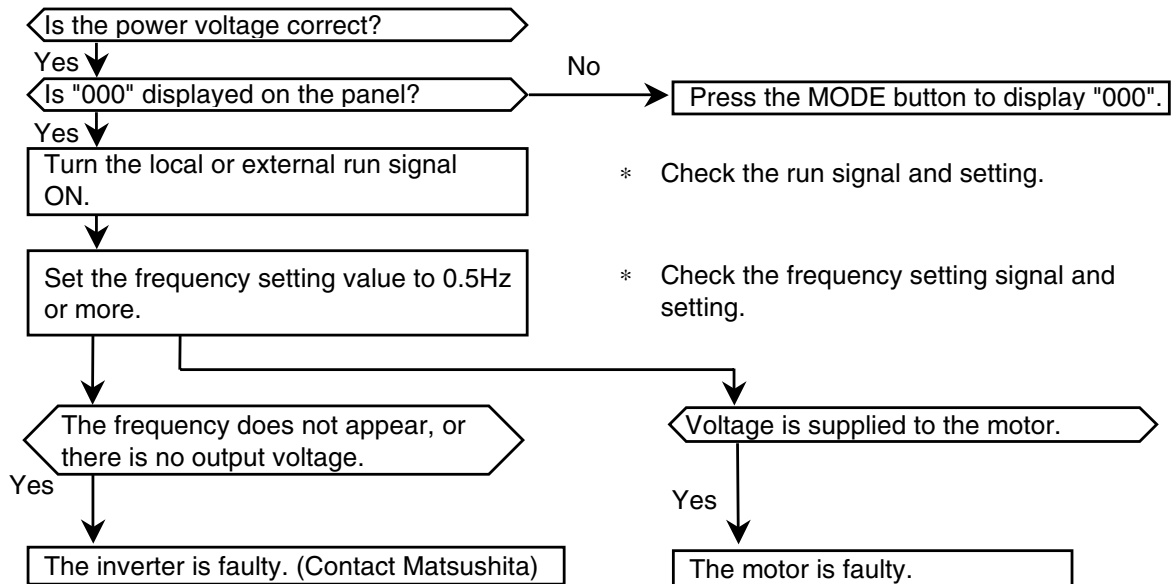 Is the power voltage correct?
Yes
No
Is "000" displayed on the panel?
Press the MODE button to display "000".
Yes
Turn the local or external run signal
ON.
* Check the run signal and setting.
Set the frequency setting value to 0.5Hz
or more.
* Check the frequency setting signal and
setting.
The frequency does not appear, or
there is no output voltage.
Voltage is supplied to the motor.
Yes
Yes
The inverter is faulty. (Contact Matsushita)
The motor is faulty.